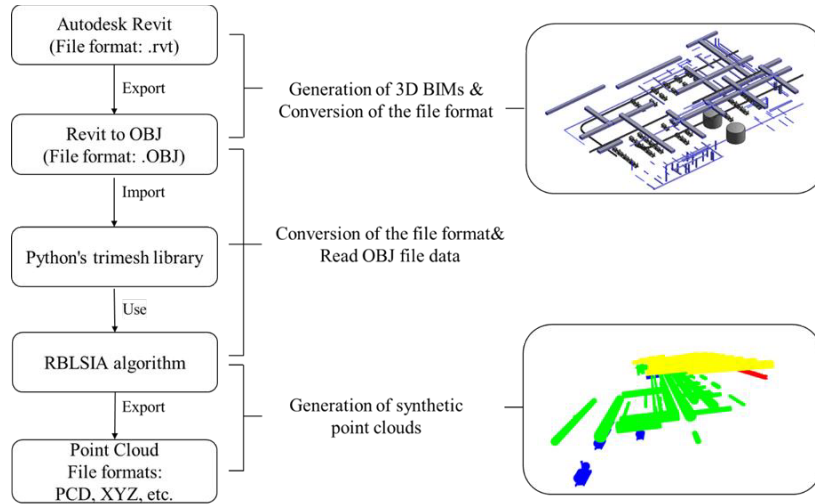 Autodesk Revit
(File format: .rvt)
Export
Generation of 3D BIMs &
Conversion of the file format
Revit to OBJ
(File format: .OBJ)
Import
Python's trimesh library
Conversion of the file format&
Read OBJ file data
Use
RBLSIA algorithm
Export
Generation of synthetic
point clouds
Point Cloud
File formats:
PCD, XYZ, etc.